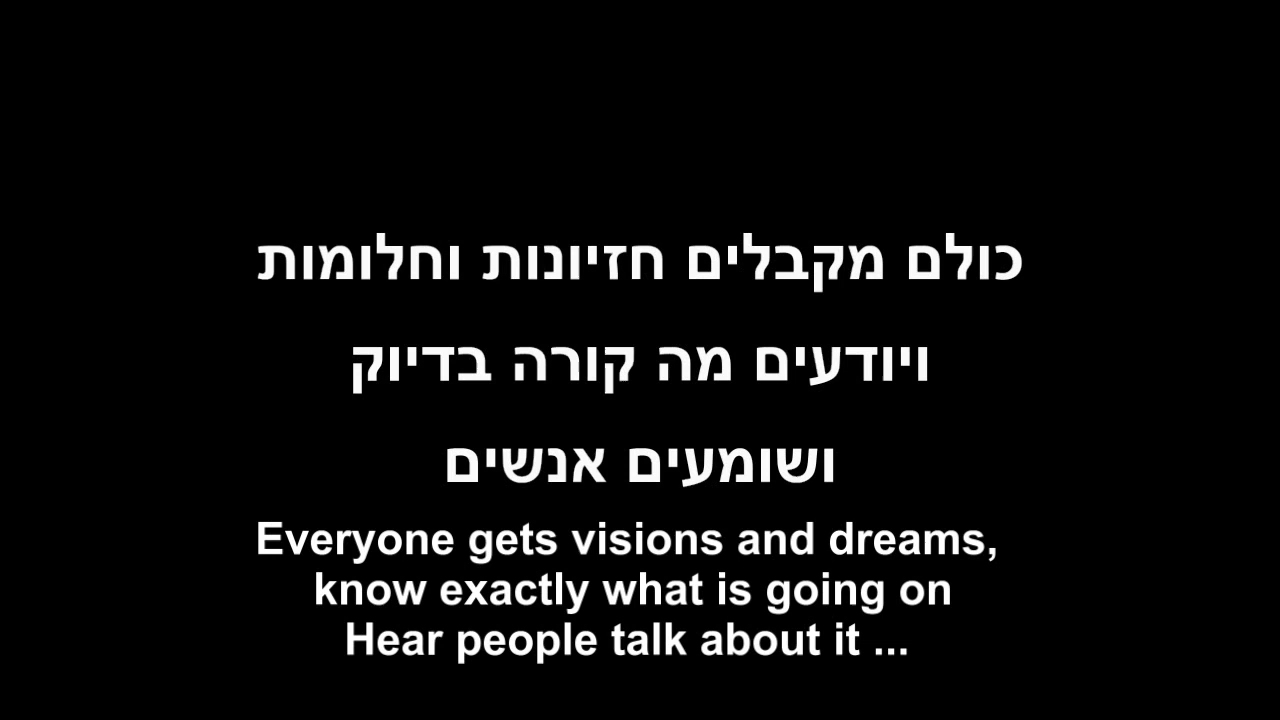 כולם מקבלים חזיונות וחלומות
ויודעים מה קורה בדיוק
ושומעים אנשים
Everyone gets visions and dreams,
know exactly what is going on
Hear people talk about it ...